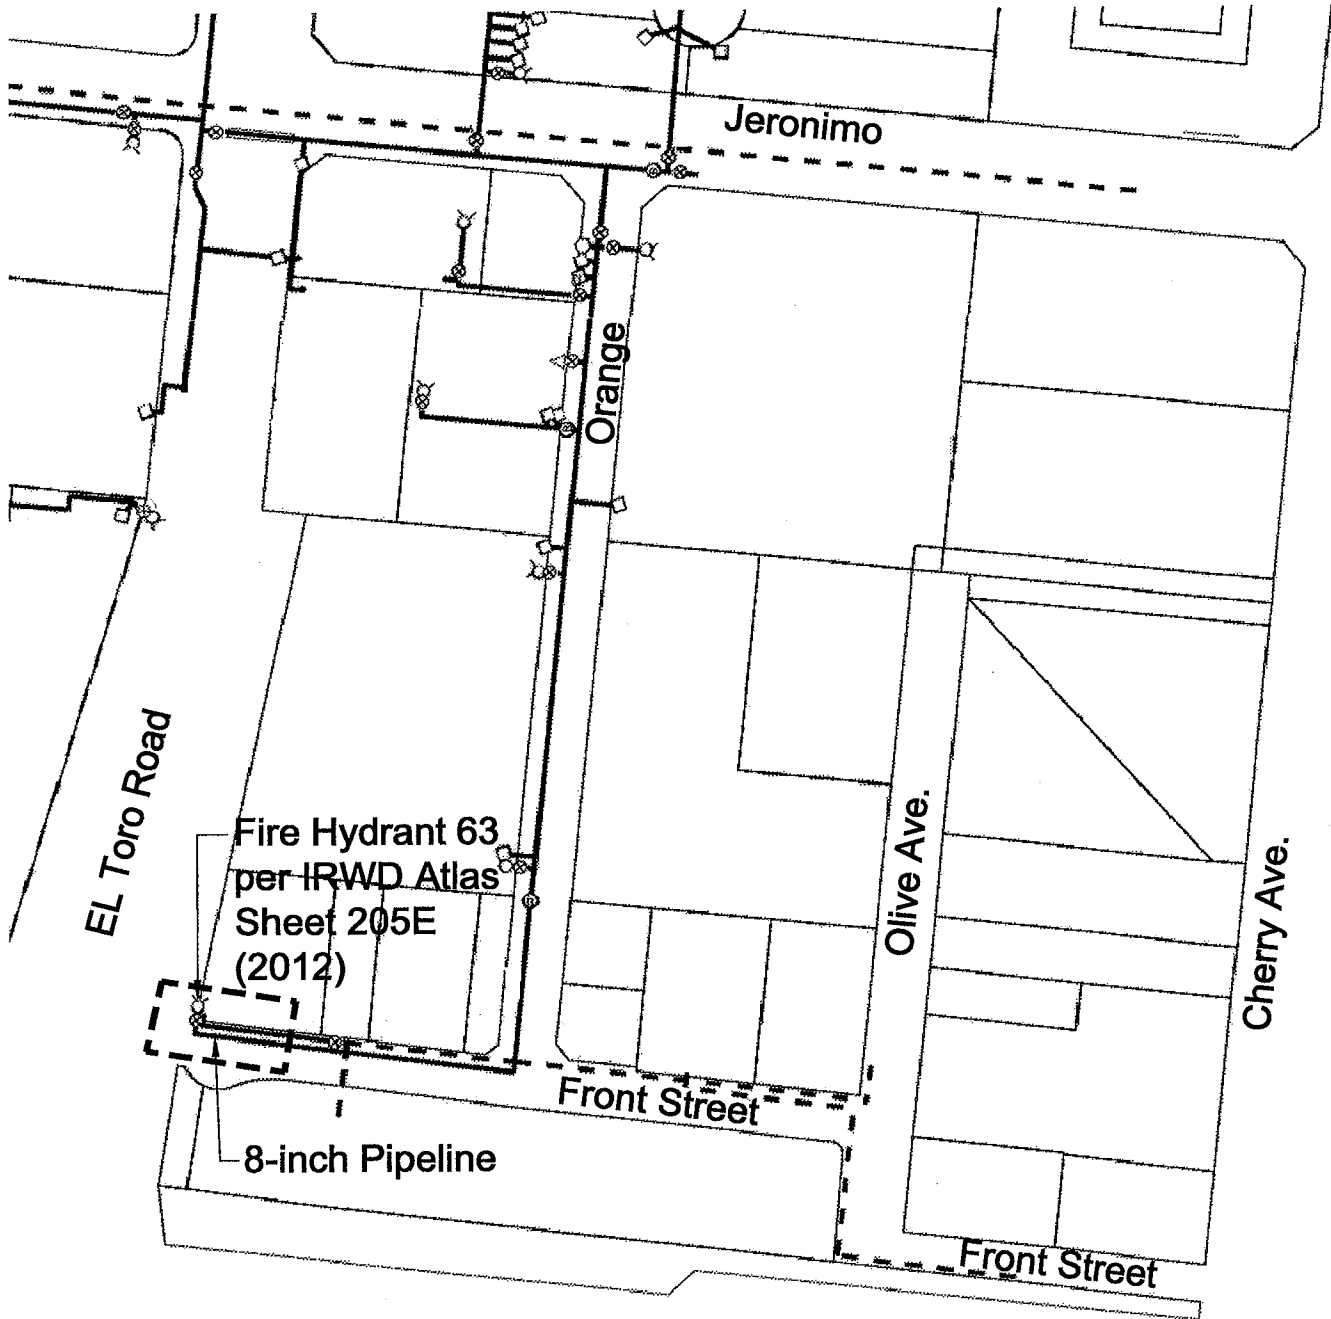 Jeronimo
Orange
EL Toro Road
Fire Hydrant 63
per IRWD Atlas
Sheet 205E
(2012)
Olive Ave.
Cherry Ave.
Front Street
8-inch Pipeline
Front Street